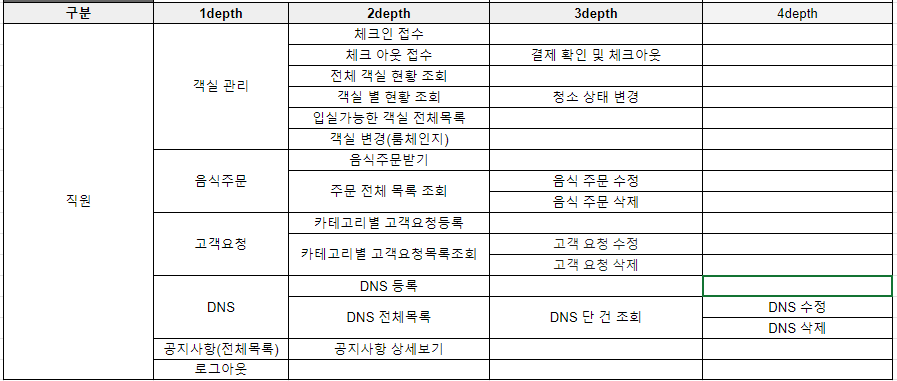 구분 1depth 2depth 3depth 4depth
체크인 접수
체크 아웃 접수 결제 확인 및 체크아웃
전체 객실 현황 조회
객실 관리
객실 별 현황 조회 청소 상태 변경
입실가능한 객실 전체목록
객실 변경(룸체인지)
음식주문받기
음식주문
주문 전체 목록 조회
음식 주문 수정
음식 주문 삭제
직원
카테고리별 고객요청등록
고객요청
카테고리별 고객요청목록조회
고객 요청 수정
고객 요청 삭제
DNS 등록
DNS
DNS 전체목록 DNS 단 건 조회
DNS 수정
DNS 삭제
공지사항(전체목록) 공지사항 상세보기
로그아웃